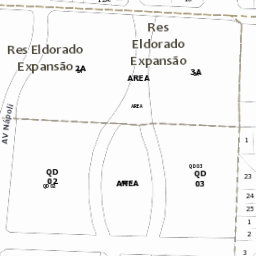 Res Eldorado
Expansão
2A
Res
Eldorado
Expansão
3A
AREA
AREA
AV Nápoli
QD
02
QD02
AREA
QD03
QD
03
1
23
24
25
1
2
3